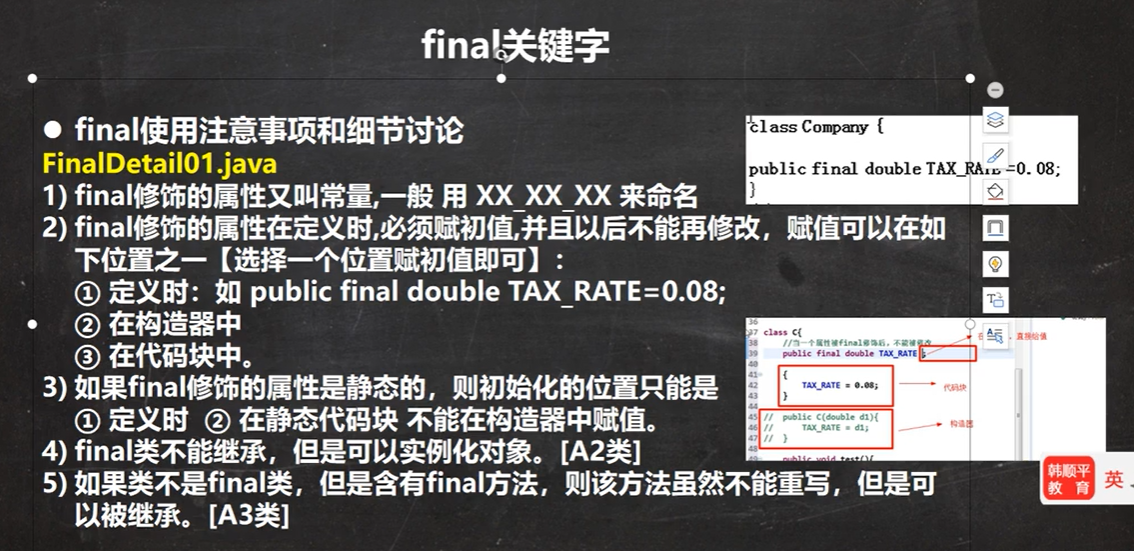 final关键字
● final使用注意事项和细节讨论
FinalDetail01.java
1) final修饰的属性又叫常量,一般 用 XX_XX_XX 来命名
2) final修饰的属性在定义时,必须赋初值,并且以后不能再修改，赋值可以在如
下位置之一【选择一个位置赋初值即可】:
① 定义时：如 public final double TAX_RATE=0.08;
② 在构造器中
③ 在代码块中。
3) 如果final修饰的属性是静态的，则初始化的位置只能是
① 定义时 ② 在静态代码块 不能在构造器中赋值。
4) final类不能继承，但是可以实例化对象。[A2类]
5) 如果类不是final类，但是含有final方法，则该方法虽然不能重写，但是可
以被继承。[A3类]
class Company {
public final double TAX_RATE =0.08;
}
36
37 class C{
38 //当一个属性被final修饰后，不能被修改
39 public final double TAX_RATE ;
直接给值
40
41 {
42 TAX_RATE = 0.08;
代码块
43 }
44
45 // public C(double d1){
46 // TAX_RATE = d1;
构造器
47 // }
48
49 public void test(){
韩顺平
教 育
英